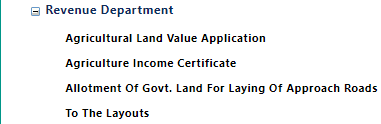 Revenue Department
Agricultural Land Value Application
Agriculture Income Certificate
Allotment Of Govt. Land For Laying Of Approach Roads
To The Layouts